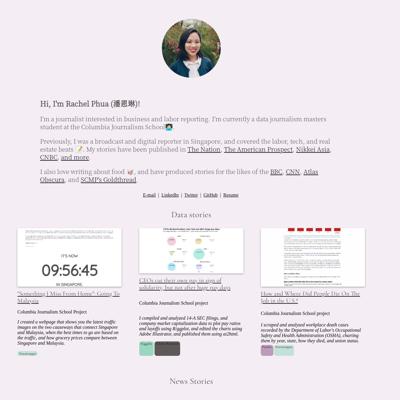 Hi, I'm Rachel Phua (潘恩琳)!
I'm a journalist interested in business and labor reporting. I'm currently a data journalism masters
student at the Columbia Journalism School
Previously, I was a broadcast and digital reporter in Singapore, and covered the labor, tech, and real
estate beats 📝. My stories have been published in The Nation, The American Prospect, Nikkei Asia,
CNBC, and more.
I also love writing about food 🥡, and have produced stories for the likes of the BBC, CNN, Atlas
Obscura, and SCMP's Goldthread.
E-mail | LinkedIn | Twitter | GitHub | Resume
Data stories
IT'S NOW
09:56:45
IN SINGAPORE.
"Something I Miss From Home": Going To
Malaysia
Columbia Journalism School project
I created a webpage that shows you the latest traffic
images on the two causeways that connect Singapore
and Malaysia, when the best times to go are based on
the traffic, and how grocery prices compare between
Singapore and Malaysia.
CEOs cut their own pay in sign of
solidarity, but not after huge pay days
Columbia Journalism School project
I compiled and analyzed 14-A SEC filings, and
company market capitalization data to plot pay ratios
and layoffs using Rggplot, and edited the charts using
Adobe Illustrator, and published them using ai2html.
How and Where Did People Die On The
Job in the U.S?
Columbia Journalism School project
I scraped and analyzed workplace death cases
recorded by the Department of Labor's Occupational
Safety and Health Administration (OSHA), charting
them by year, state, how they died, and union status.
News Stories